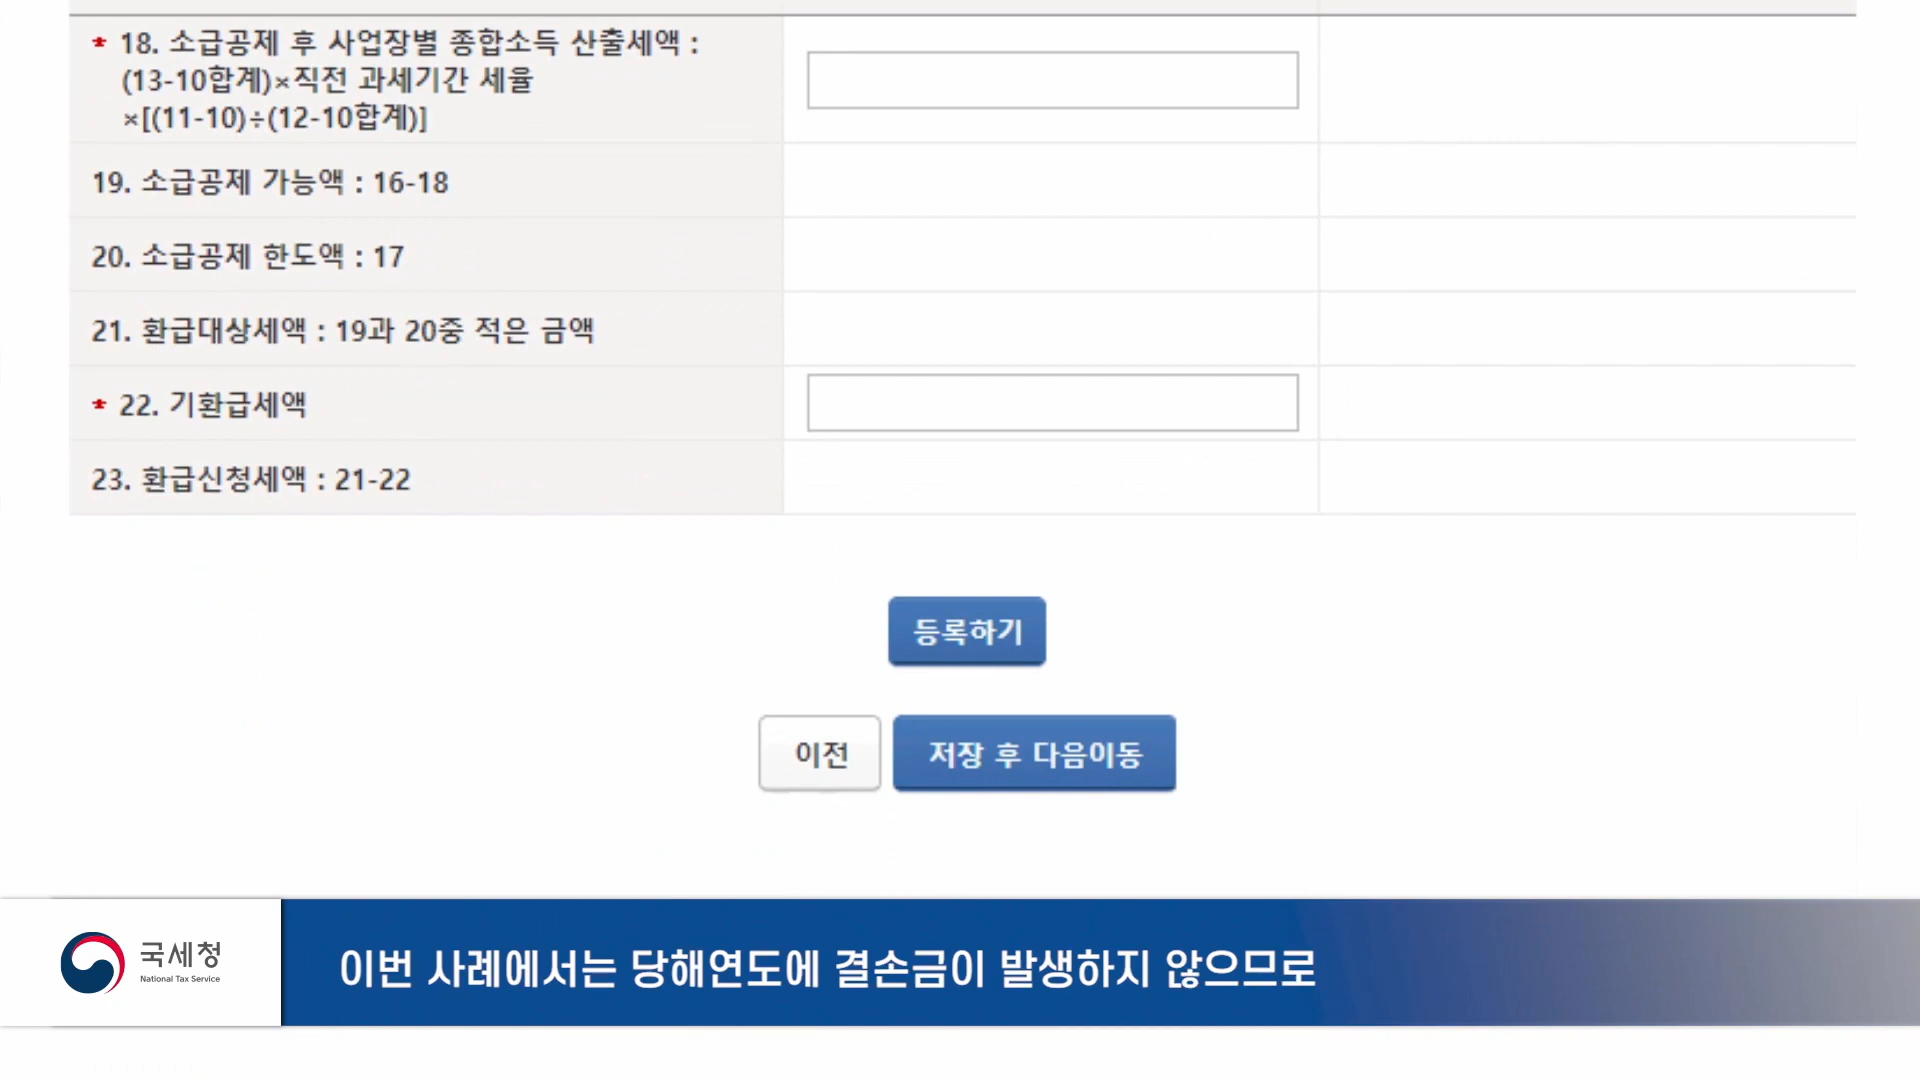 * 18. 소급공제 후 사업장별 종합소득 산출세액 :
(13-10합계)×직전 과세기간 세율
×[(11-10)÷(12-10합계)]
19. 소급공제 가능액 : 16-18
20. 소급공제 한도액 : 17
21. 환급대상세액 : 19과 20중 적은 금액
* 22. 기환급세액
23. 환급신청세액 : 21-22
등록하기
이전
저장 후 다음이동
국세청
National Tax Service
이번 사례에서는 당해연도에 결손금이 발생하지 않으므로